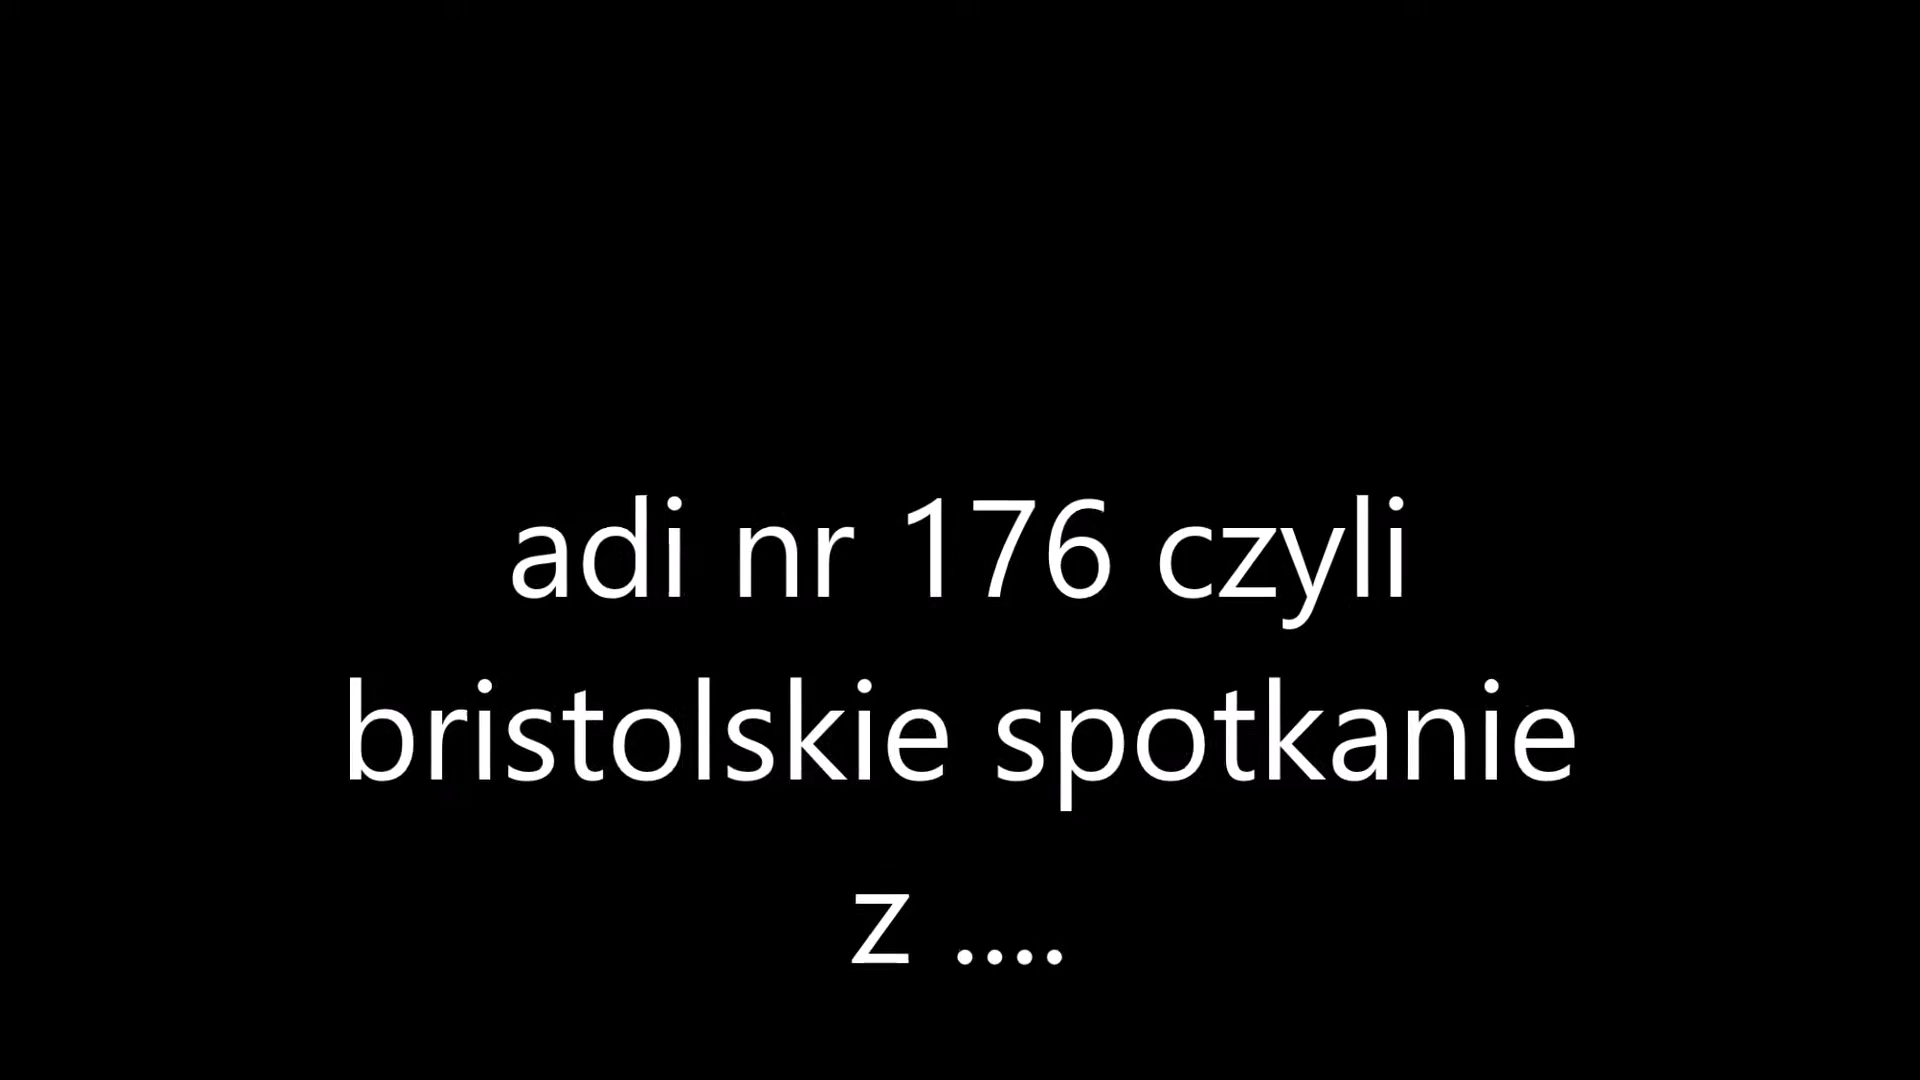 adi nr 176 czyli
bristolskie spotkanie
z ....